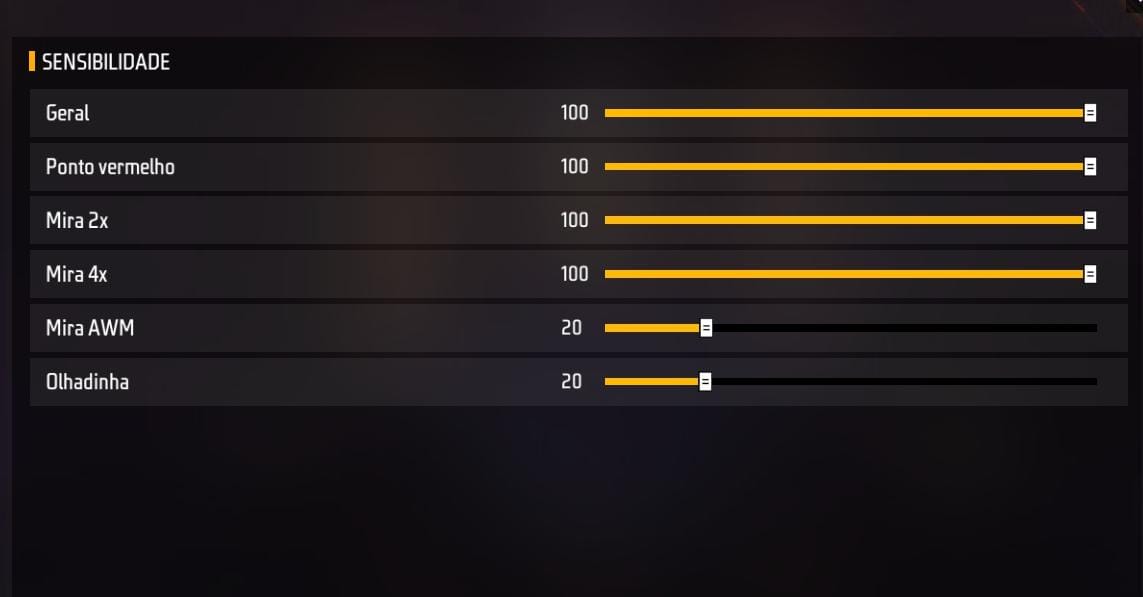 SENSIBILIDADE
Geral 100
Ponto vermelho 100
Mira 2x 100
Mira 4x 100
Mira AWM 20
Olhadinha 20